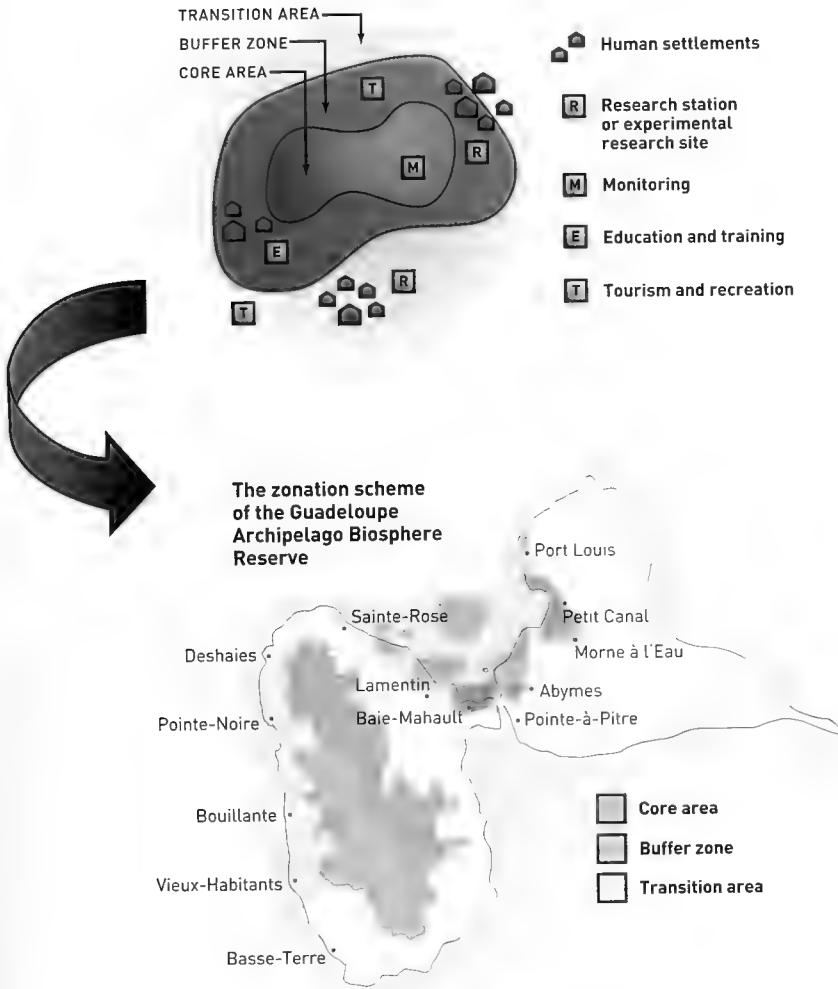 TRANSITION AREA
BUFFER ZONE
CORE AREA
T
M
R
E
T
R
Human settlements
R Research station
or experimental
research site
M Monitoring
E Education and training
T Tourism and recreation
The zonation scheme
of the Guadeloupe
Archipelago Biosphere
Reserve
Port Louis
Sainte-Rose
Petit Canal
Deshaies
Morne à l'Eau
Lamentin
Abymes
Pointe-Noire
Baie-Mahault
Pointe-à-Pitre
Bouillante
Vieux-Habitants
Basse-Terre
Core area
Buffer zone
Transition area